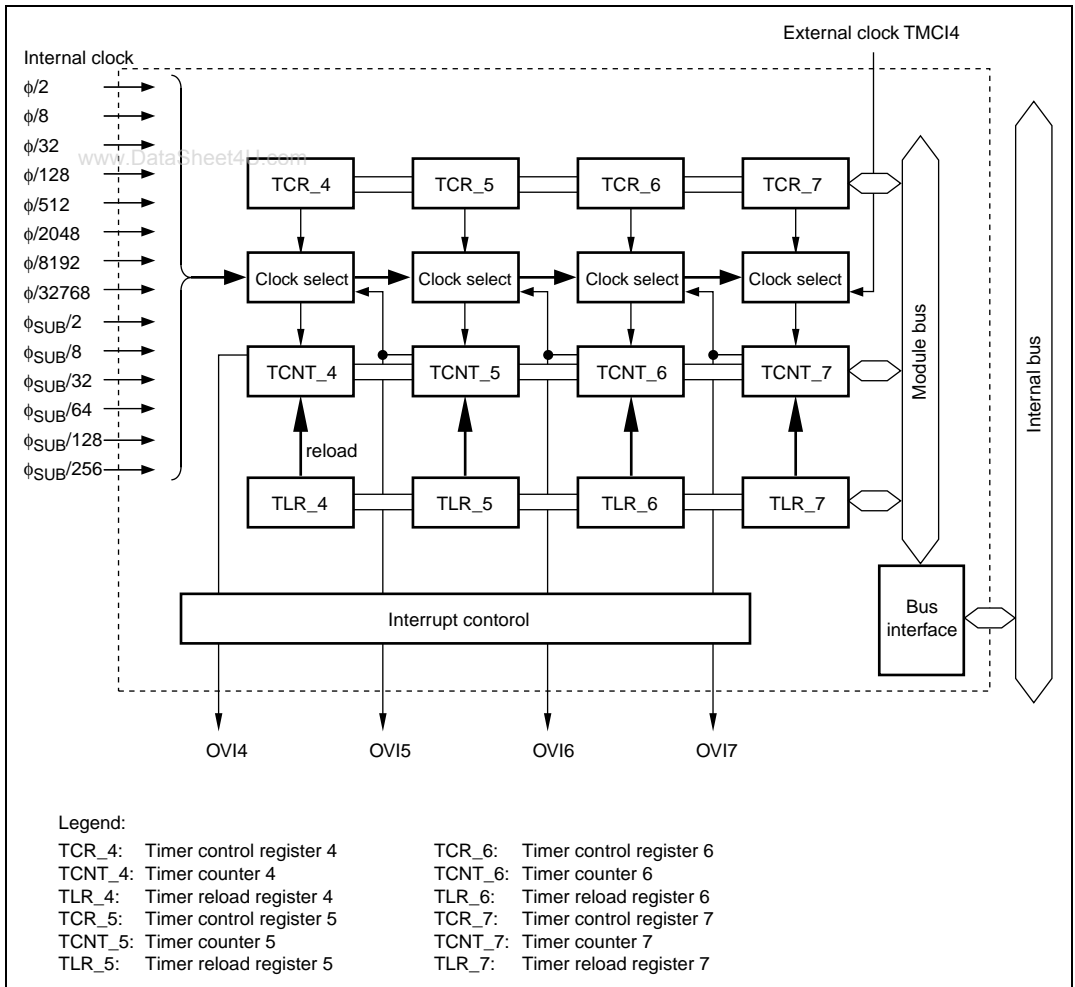 External clock TMCI4
Internal clock
ϕ/2
ϕ/8
ϕ/32
www.DataSheet4U.com
ϕ/128
ϕ/512
ϕ/2048
ϕ/8192
ϕ/32768
ϕSUB/2
ϕSUB/8
ϕSUB/32
ϕSUB/64
ϕSUB/128
ϕSUB/256
TCR_4 TCR_5 TCR_6 TCR_7
Clock select Clock select Clock select Clock select
TCNT_4 TCNT_5 TCNT_6 TCNT_7
reload
TLR_4 TLR_5 TLR_6 TLR_7
Module bus
Internal bus
Interrupt contorol
Bus
interface
OVI4 OVI5 OVI6 OVI7
Legend:
TCR_4: Timer control register 4
TCNT_4: Timer counter 4
TLR_4: Timer reload register 4
TCR_5: Timer control register 5
TCNT_5: Timer counter 5
TLR_5: Timer reload register 5
TCR_6: Timer control register 6
TCNT_6: Timer counter 6
TLR_6: Timer reload register 6
TCR_7: Timer control register 7
TCNT_7: Timer counter 7
TLR_7: Timer reload register 7